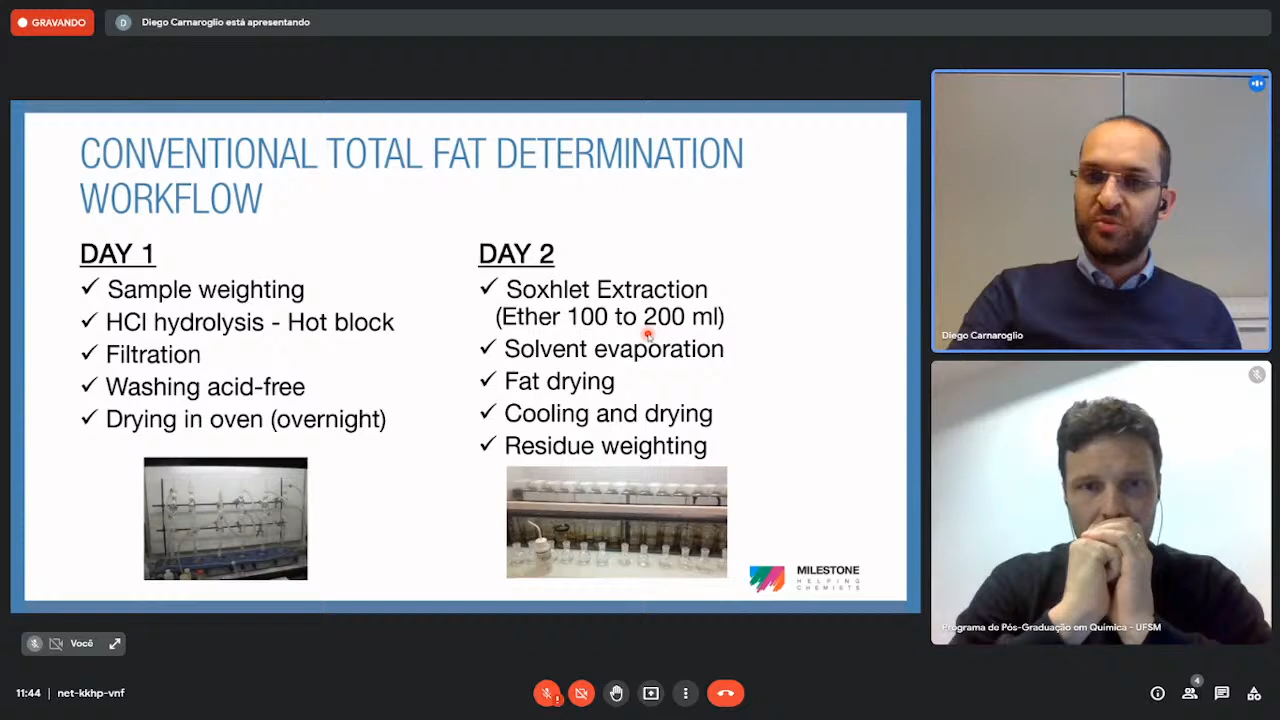 GRAVANDO
D
Diego Carnaroglio está apresentando
CONVENTIONAL TOTAL FAT DETERMINATION
WORKFLOW
DAY 1
✓ Sample weighting
✓ HCl hydrolysis - Hot block
✓ Filtration
✓ Washing acid-free
✓ Drying in oven (overnight)
DAY 2
✓ Soxhlet Extraction
(Ether 100 to 200 ml)
✓ Solvent evaporation
✓ Fat drying
✓ Cooling and drying
✓ Residue weighting
MILESTONE
HELPING
CHEMISTS
Diego Carnaroglio
Programa de Pós-Graduação em Química - UFSM
Você
11:44 | net-kkhp-vnf
4